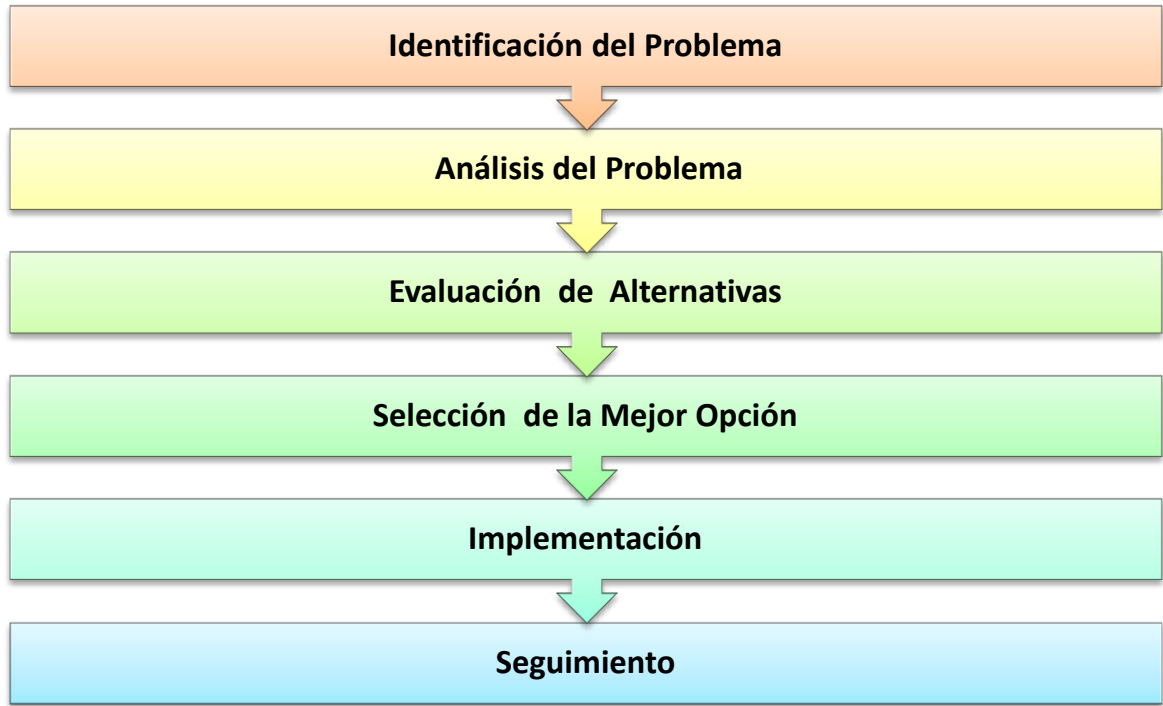 Identificación del Problema
Análisis del Problema
Evaluación de Alternativas
Selección de la Mejor Opción
Implementación
Seguimiento